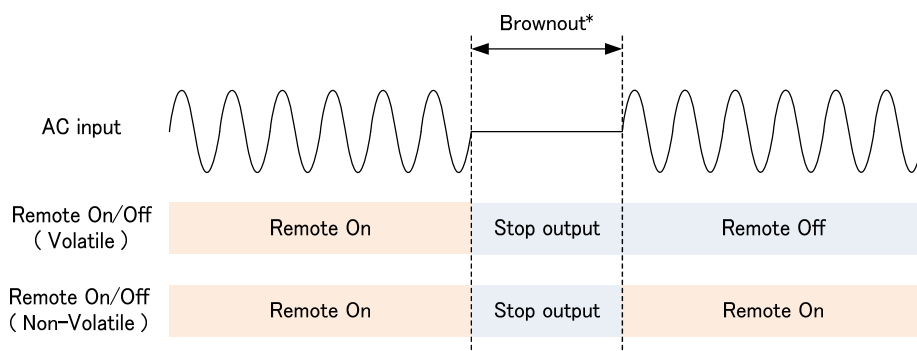 Brownout*
AC input
Remote On/Off
( Volatile )
Remote On
Stop output
Remote Off
Remote On/Off
( Non-Volatile )
Remote On
Stop output
Remote On